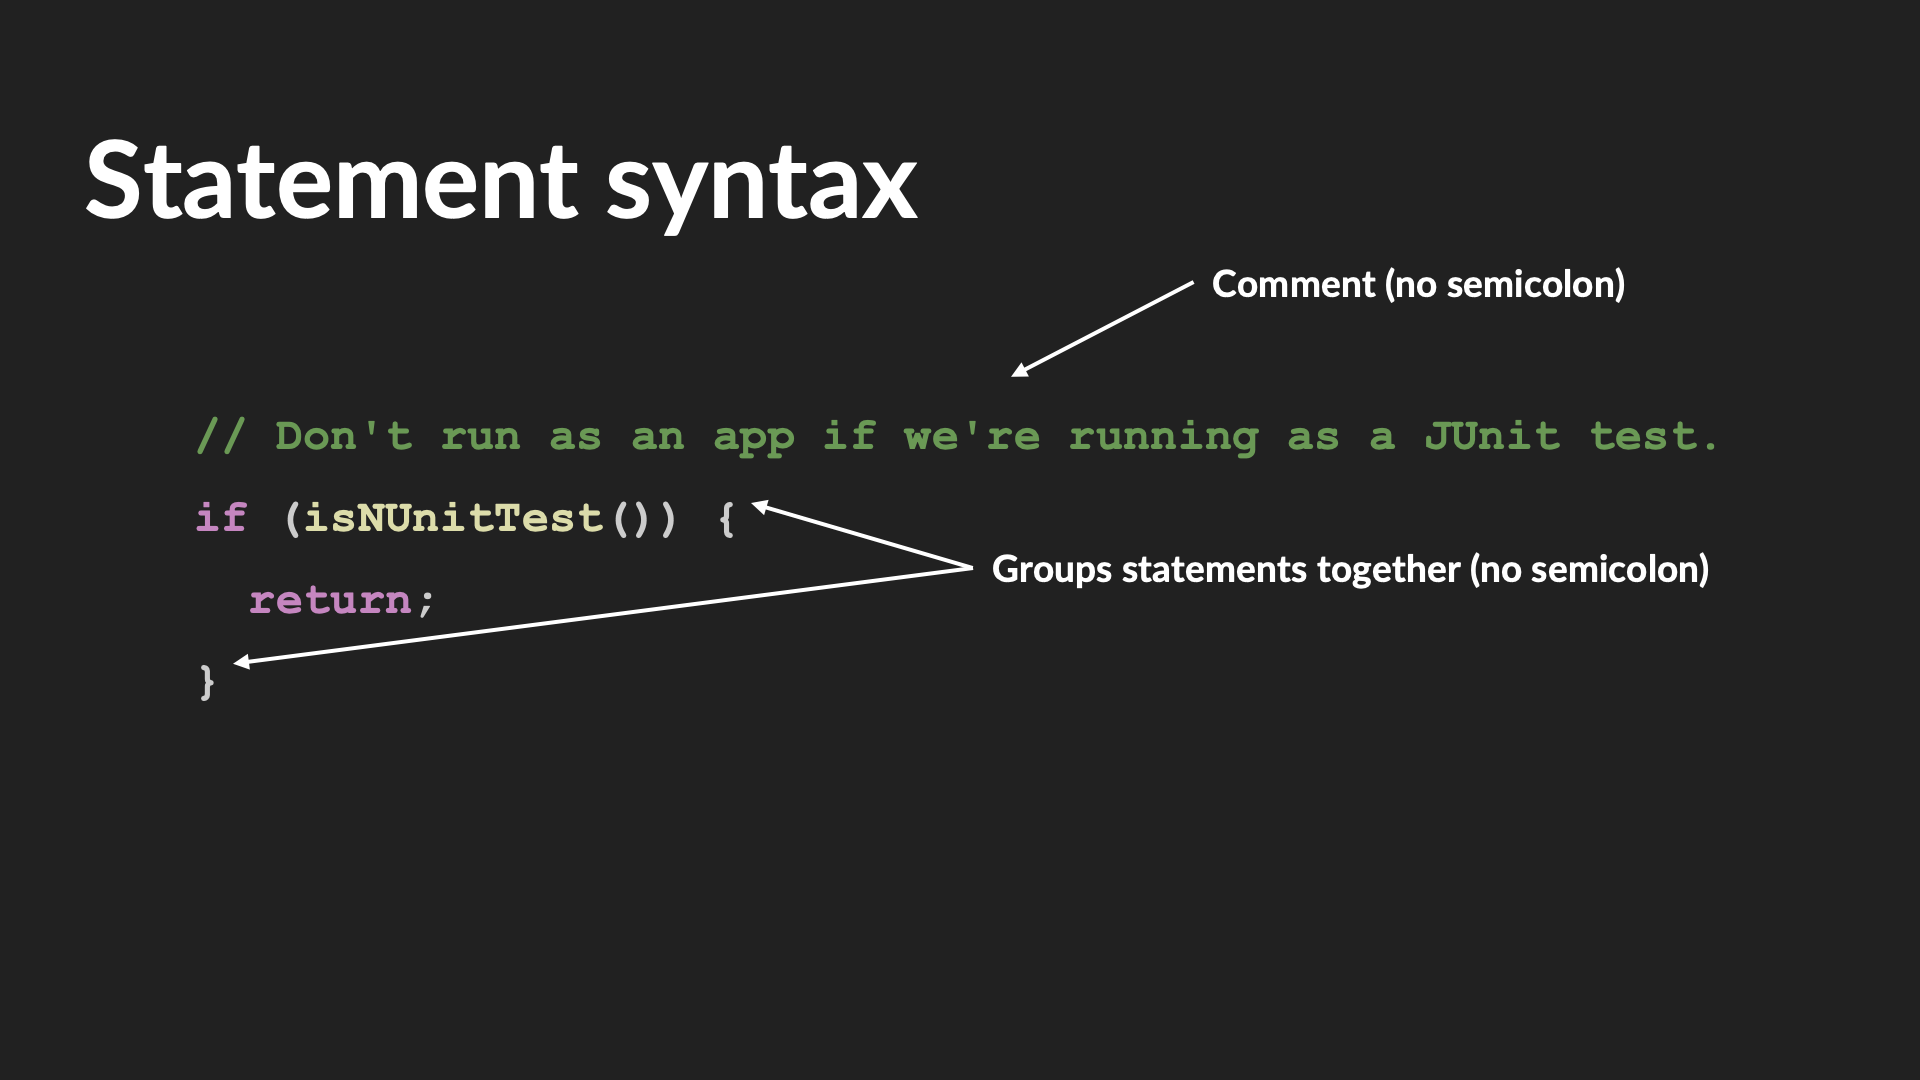 Statement syntax
Comment (no semicolon)
// Don't run as an app if we're running as a JUnit test.
if (isNUnitTest()) {
Groups statements together (no semicolon)
return;
}